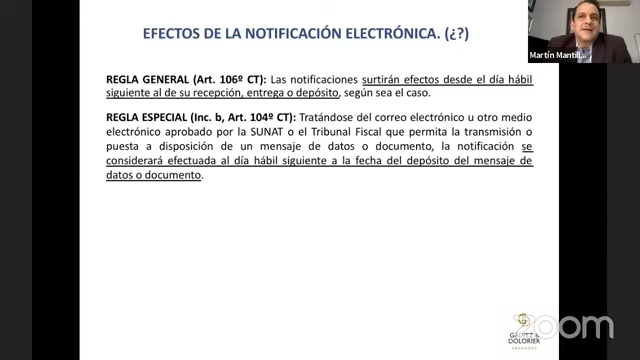 EFECTOS DE LA NOTIFICACIÓN ELECTRÓNICA. (¿?)
Martín Mantill...
REGLA GENERAL (Art. 106º CT): Las notificaciones surtirán efectos desde el día hábil
siguiente al de su recepción, entrega o depósito, según sea el caso.
REGLA ESPECIAL (Inc. b, Art. 104º CT): Tratándose del correo electrónico u otro medio
electrónico aprobado por la SUNAT o el Tribunal Fiscal que permita la transmisión o
puesta a disposición de un mensaje de datos o documento, la notificación se
considerará efectuada al día hábil siguiente a la fecha del depósito del mensaje de
datos o documento.
GÁLVEZ &
DOLORIER
ABOGADOS
zoom